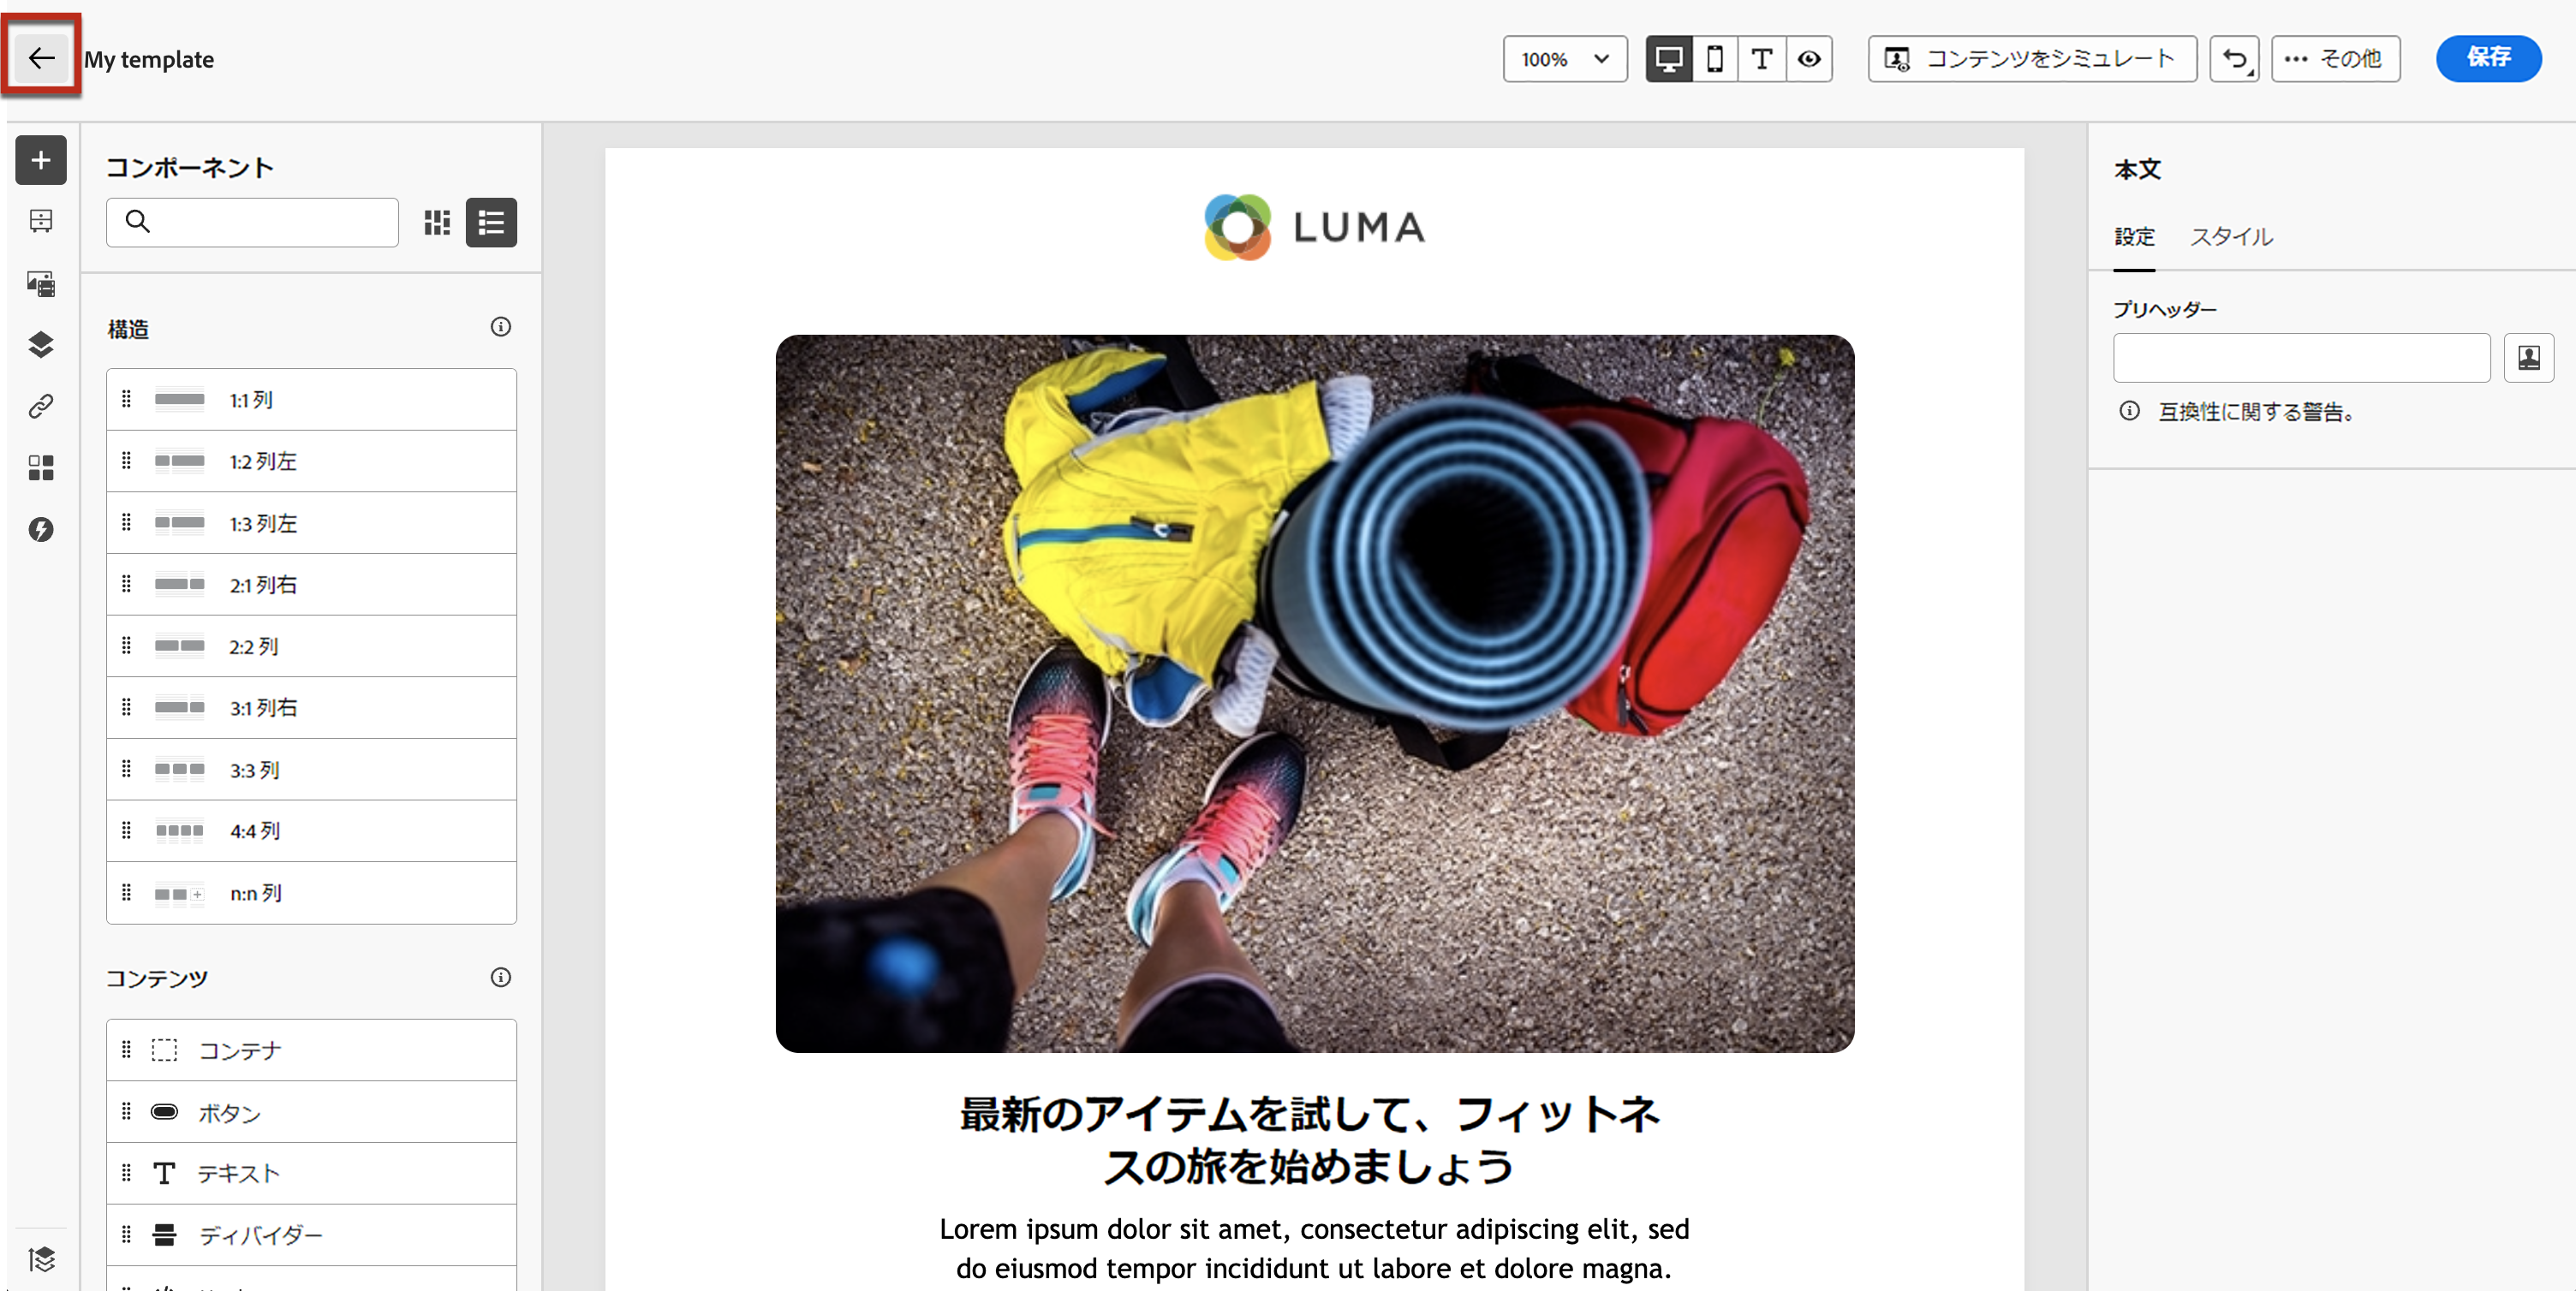 My template
100%
コンテンツをシミュレート
その他
保存
コンポーネント
構造
1:1 列
1:2 列左
1:3 列左
2:1 列右
2:2 列
3:1 列右
3:3 列
4:4 列
n:n 列
コンテンツ
コンテナ
ボタン
テキスト
ディバイダー
LUMA
最新のアイテムを試して、フィットネ
スの旅を始めましょう
Lorem ipsum dolor sit amet, consectetur adipiscing elit, sed
do eiusmod tempor incididunt ut labore et dolore magna.
本文
設定
スタイル
プリヘッダー
互換性に関する警告。